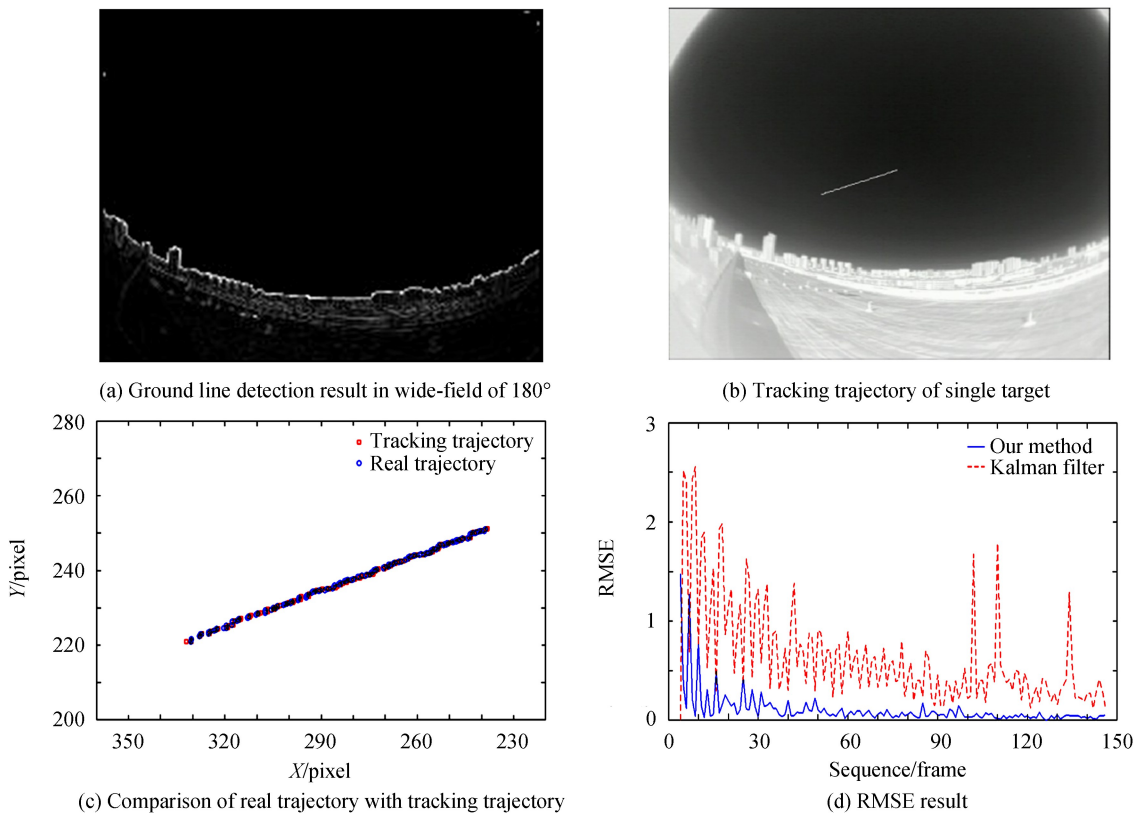 (a) Ground line detection result in wide-field of 180°
(b) Tracking trajectory of single target
280
260
240
220
200
Y/pixel
Tracking trajectory
Real trajectory
350 320 290 260 230
X/pixel
(c) Comparison of real trajectory with tracking trajectory
3
2
1
0
RMSE
Our method
Kalman filter
0 30 60 90 120 150
Sequence/frame
(d) RMSE result